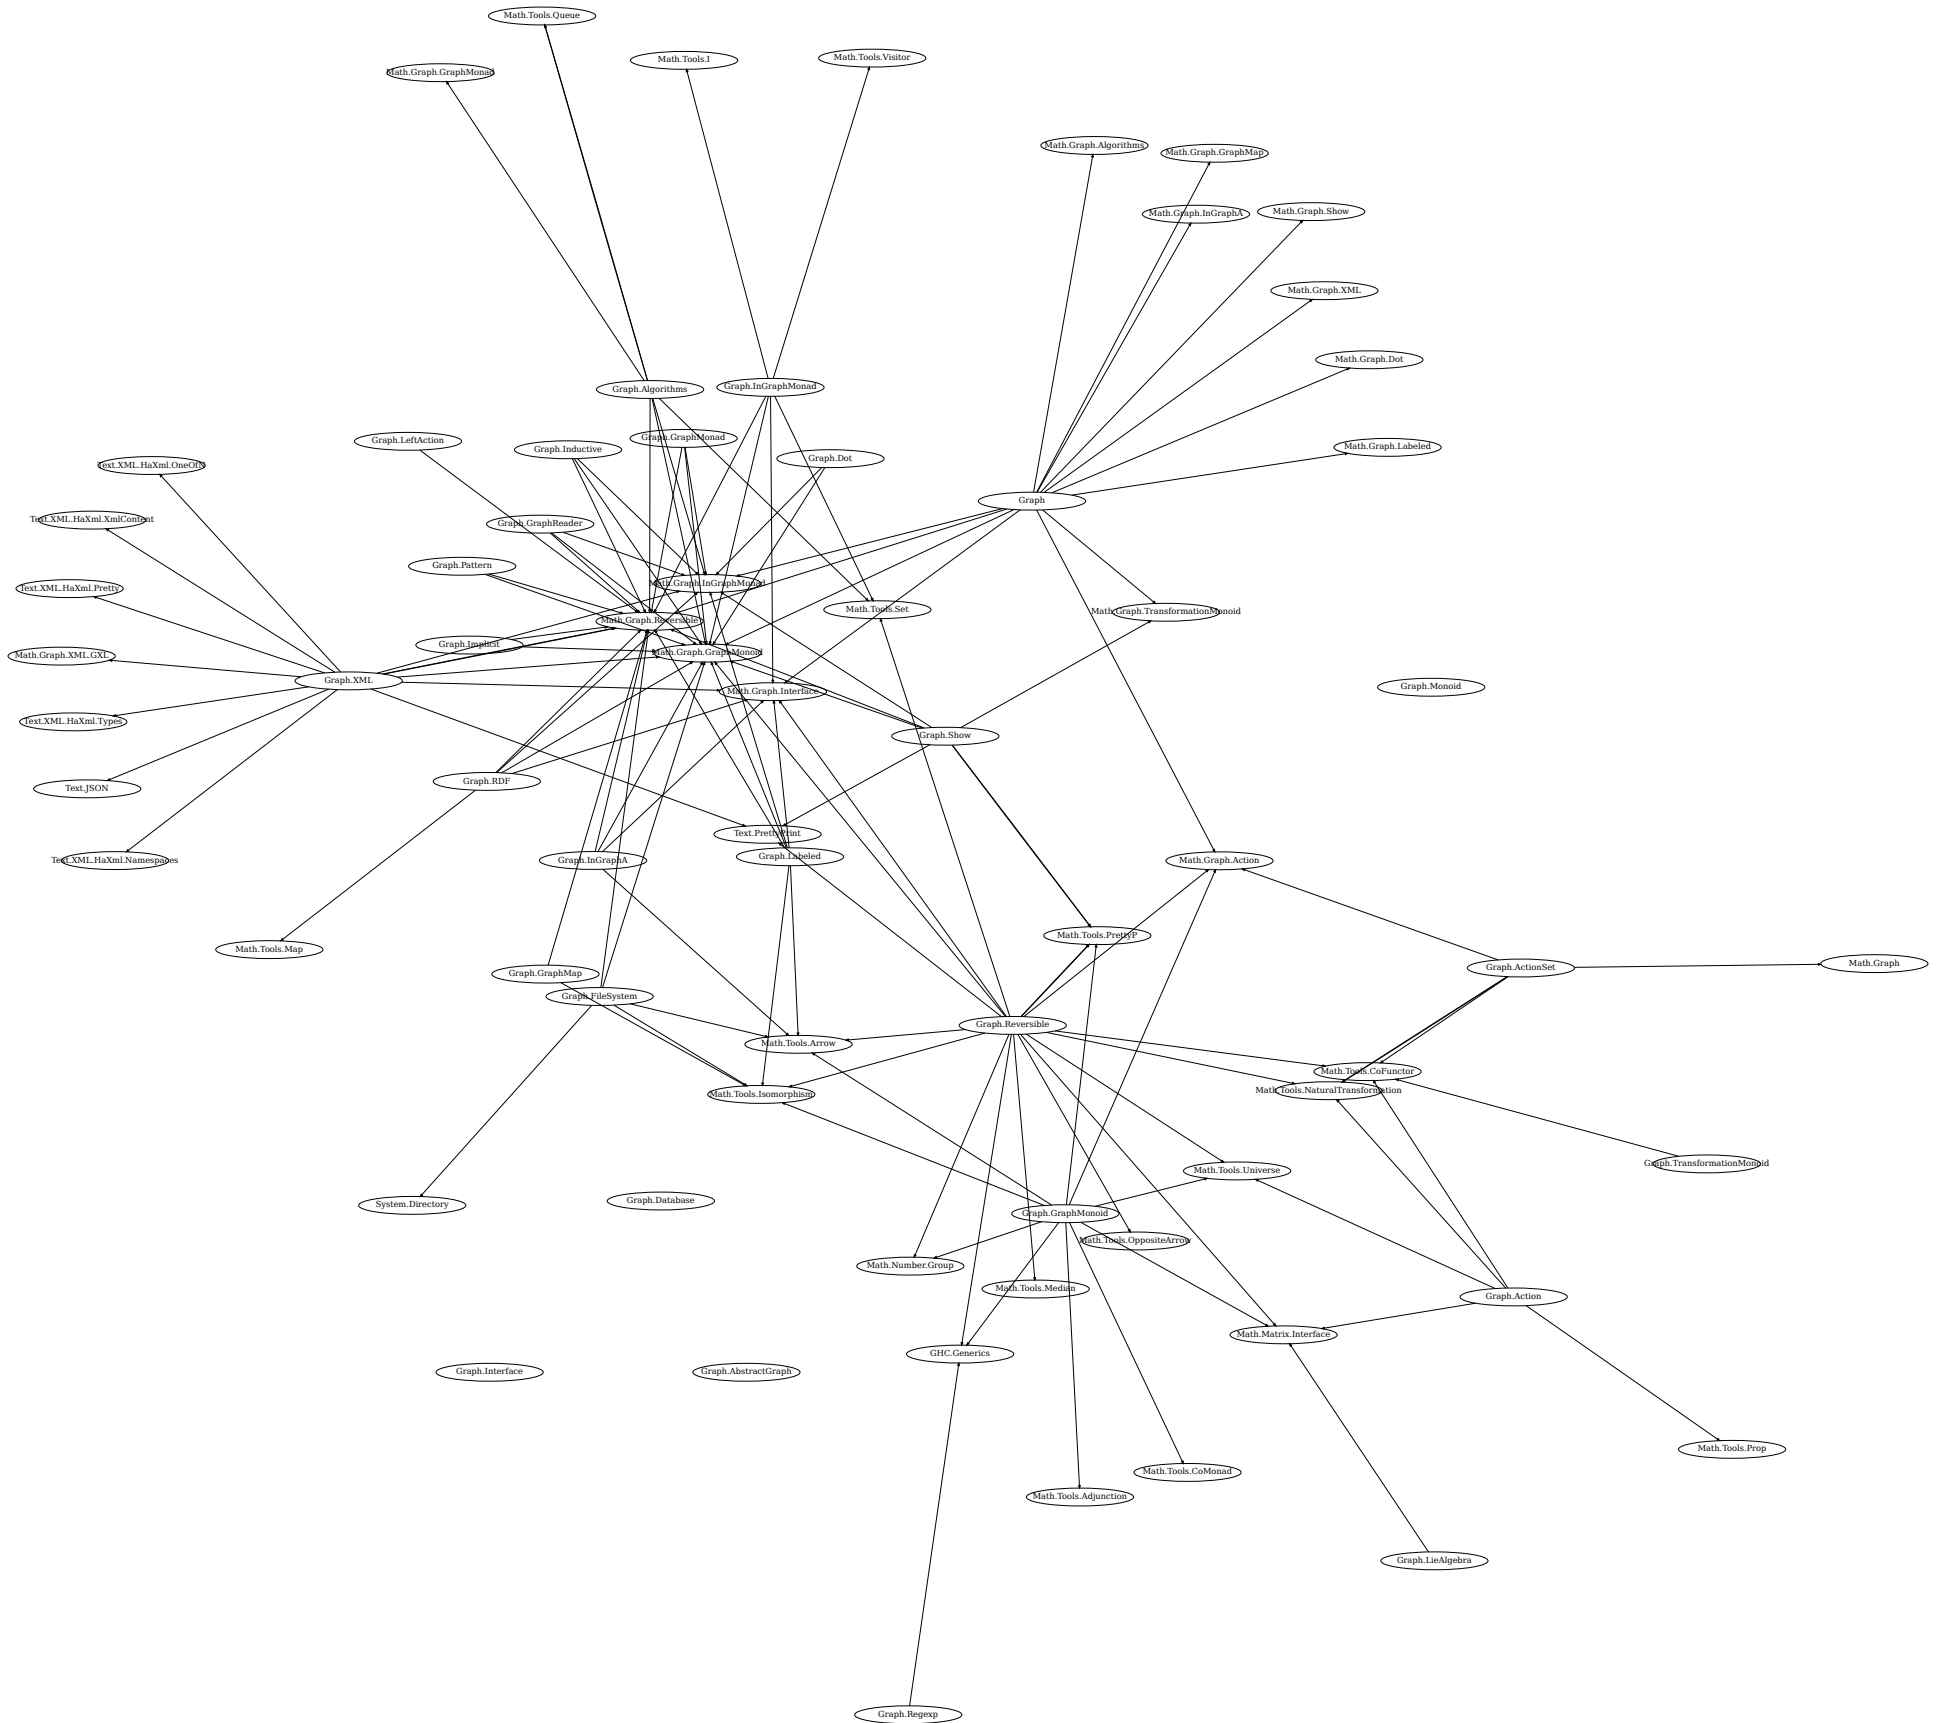 Math.Tools.Queue
Math.Tools.Visitor
Math.Tools.I
Math.Graph.GraphMonad
Math.Graph.Algorithms
Math.Graph.GraphMap
Math.Graph.Show
Math.Graph.InGraphA
Math.Graph.XML
Math.Graph.Dot
Graph.InGraphMonad
Graph.Algorithms
Graph.GraphMonad
Graph.LeftAction
Math.Graph.Labeled
Graph.Inductive
Graph.Dot
Text.XML.HaXml.OneOfN
Graph
Text.XML.HaXml.XmlContent
Graph.GraphReader
Graph.Pattern
Math.Graph.InGraphMonad
Text.XML.HaXml.Pretty
Math.Tools.Set
Math.Graph.TransformationMonoid
Math.Graph.Reversible
Graph.Implicit
Math.Graph.GraphMonoid
Math.Graph.XML.GXL
Graph.XML
Graph.Monoid
Math.Graph.Interface
Text.XML.HaXml.Types
Graph.Show
Graph.RDF
Text.JSON
Text.PrettyPrint
Graph.Labeled
Text.XML.HaXml.Namespaces
Graph.InGraphA
Math.Graph.Action
Math.Tools.PrettyP
Math.Tools.Map
Math.Graph
Graph.ActionSet
Graph.GraphMap
Graph.FileSystem
Graph.Reversible
Math.Tools.Arrow
Math.Tools.CoFunctor
Math.Tools.NaturalTransformation
Math.Tools.Isomorphism
Graph.TransformationMonoid
Math.Tools.Universe
Graph.Database
System.Directory
Graph.GraphMonoid
Math.Tools.OppositeArrow
Math.Number.Group
Math.Tools.Median
Graph.Action
Math.Matrix.Interface
GHC.Generics
Graph.Interface
Graph.AbstractGraph
Math.Tools.Prop
Math.Tools.CoMonad
Math.Tools.Adjunction
Graph.LieAlgebra
Graph.Regexp